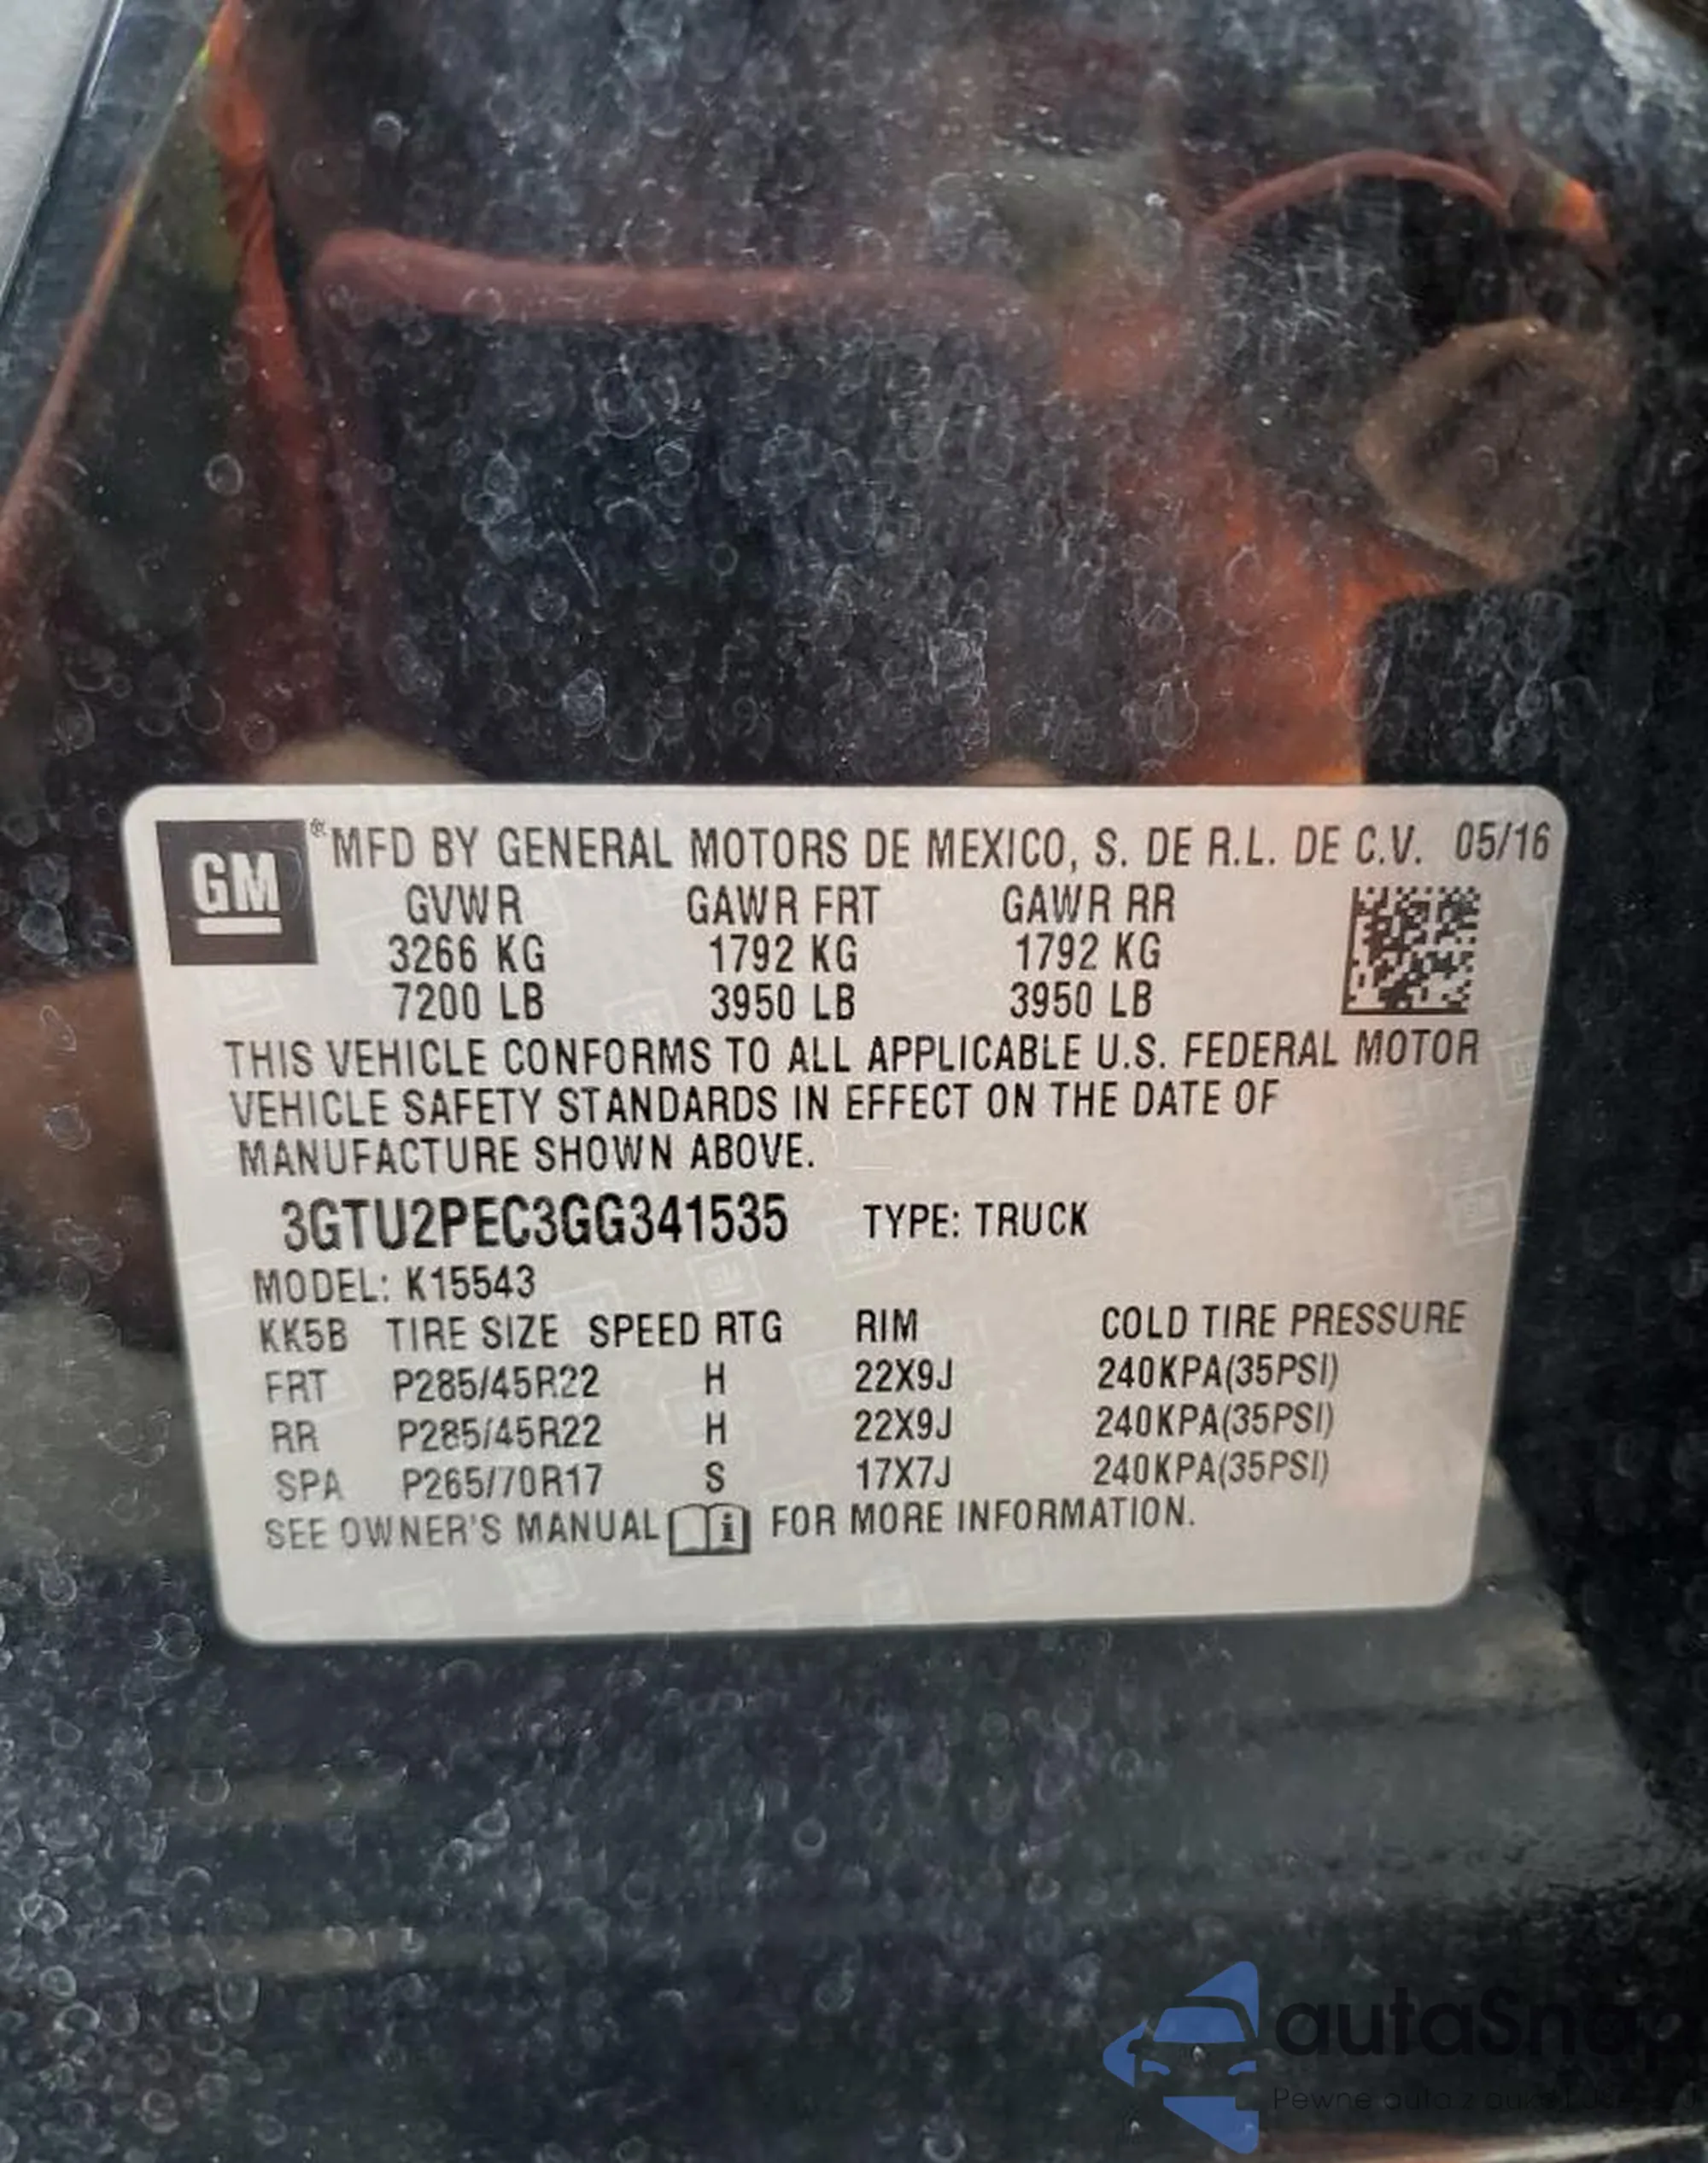 GM ® MFD BY GENERAL MOTORS DE MEXICO, S. DE R.L. DE C.V. 05/16
GVWR GAWR FRT GAWR RR
3266 KG 1792 KG 1792 KG
7200 LB 3950 LB 3950 LB
THIS VEHICLE CONFORMS TO ALL APPLICABLE U.S. FEDERAL MOTOR
VEHICLE SAFETY STANDARDS IN EFFECT ON THE DATE OF
MANUFACTURE SHOWN ABOVE.
3GTU2PEC3GG341535 TYPE: TRUCK
MODEL: K15543
KK5B TIRE SIZE SPEED RTG RIM COLD TIRE PRESSURE
FRT P285/45R22 H 22X9J 240KPA(35PSI)
RR P285/45R22 H 22X9J 240KPA(35PSI)
SPA P265/70R17 S 17X7J 240KPA(35PSI)
SEE OWNER'S MANUAL i FOR MORE INFORMATION.
autaSnap
Pewne auta z